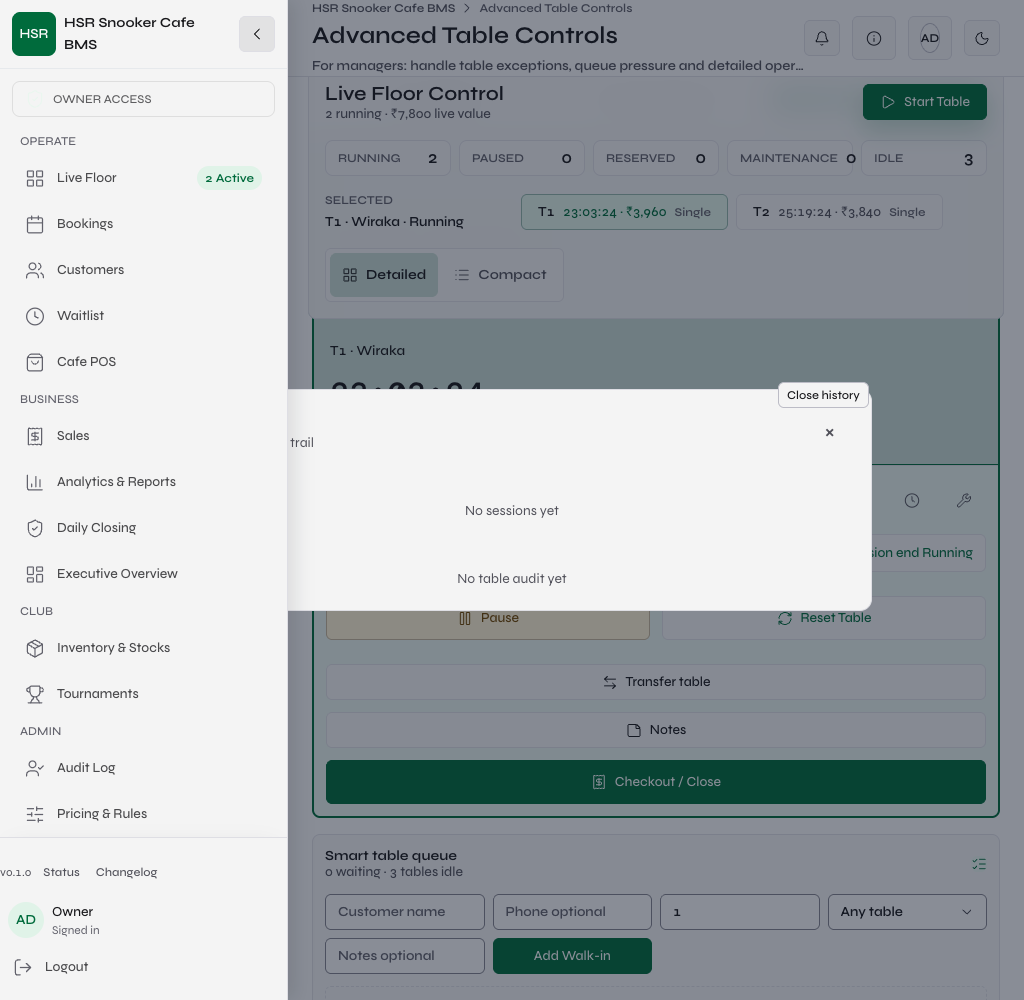 HSR
HSR Snooker Cafe
BMS
OWNER ACCESS
OPERATE
Live Floor
2 Active
Bookings
Customers
Waitlist
Cafe POS
BUSINESS
Sales
Analytics & Reports
Daily Closing
Executive Overview
CLUB
Inventory & Stocks
Tournaments
ADMIN
Audit Log
Pricing & Rules
v0.1.0 Status Changelog
AD
Owner
Signed in
Logout
HSR Snooker Cafe BMS > Advanced Table Controls
Advanced Table Controls
For managers: handle table exceptions, queue pressure and detailed oper...
AD
Live Floor Control
2 running · ₹7,800 live value
Start Table
RUNNING 2
PAUSED 0
RESERVED 0
MAINTENANCE 0
IDLE 3
SELECTED
T1 · Wiraka · Running
T1 23:03:24 · ₹3,960 Single
T2 25:19:24 · ₹3,840 Single
Detailed
Compact
T1 · Wiraka
Close history
×
trail
No sessions yet
No table audit yet
sion end Running
Pause
Reset Table
Transfer table
Notes
Checkout / Close
Smart table queue
0 waiting · 3 tables idle
Customer name
Phone optional
1
Any table
Notes optional
Add Walk-in